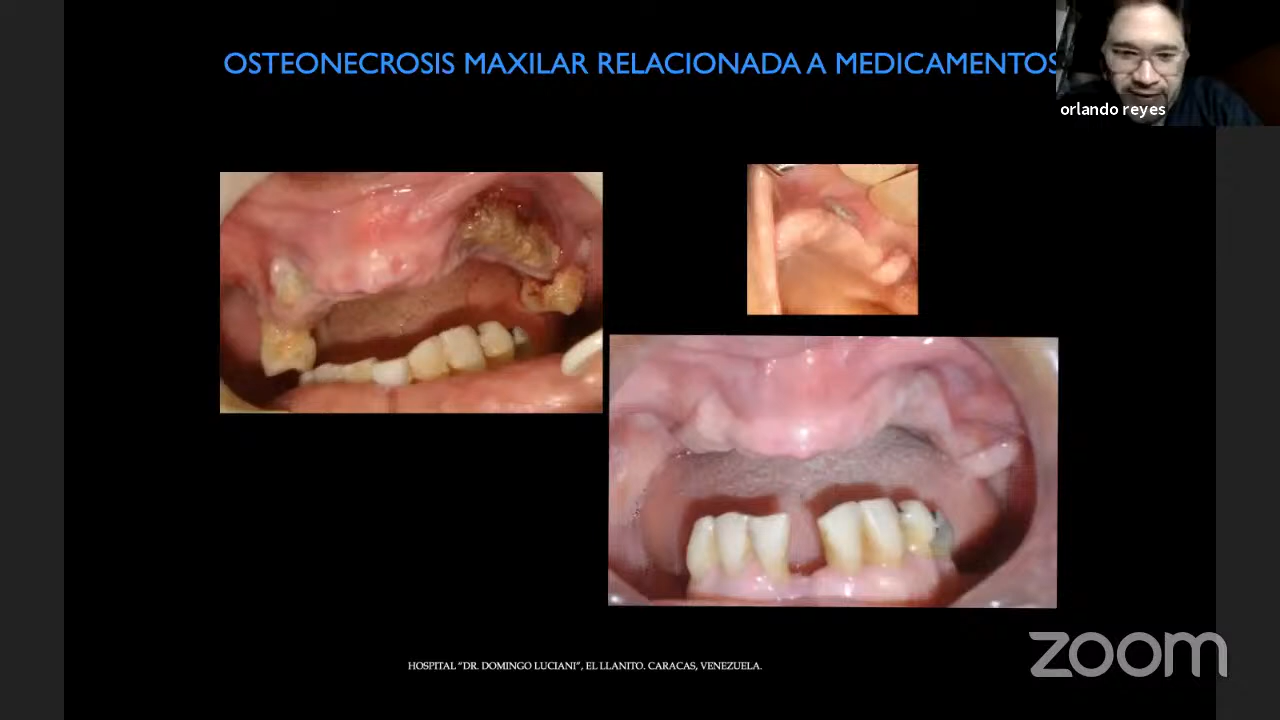 OSTEONECROSIS MAXILAR RELACIONADA A MEDICAMENTOS
orlando reyes
HOSPITAL "DR. DOMINGO LUCIANI", EL LLANITO. CARACAS, VENEZUELA.
zoom